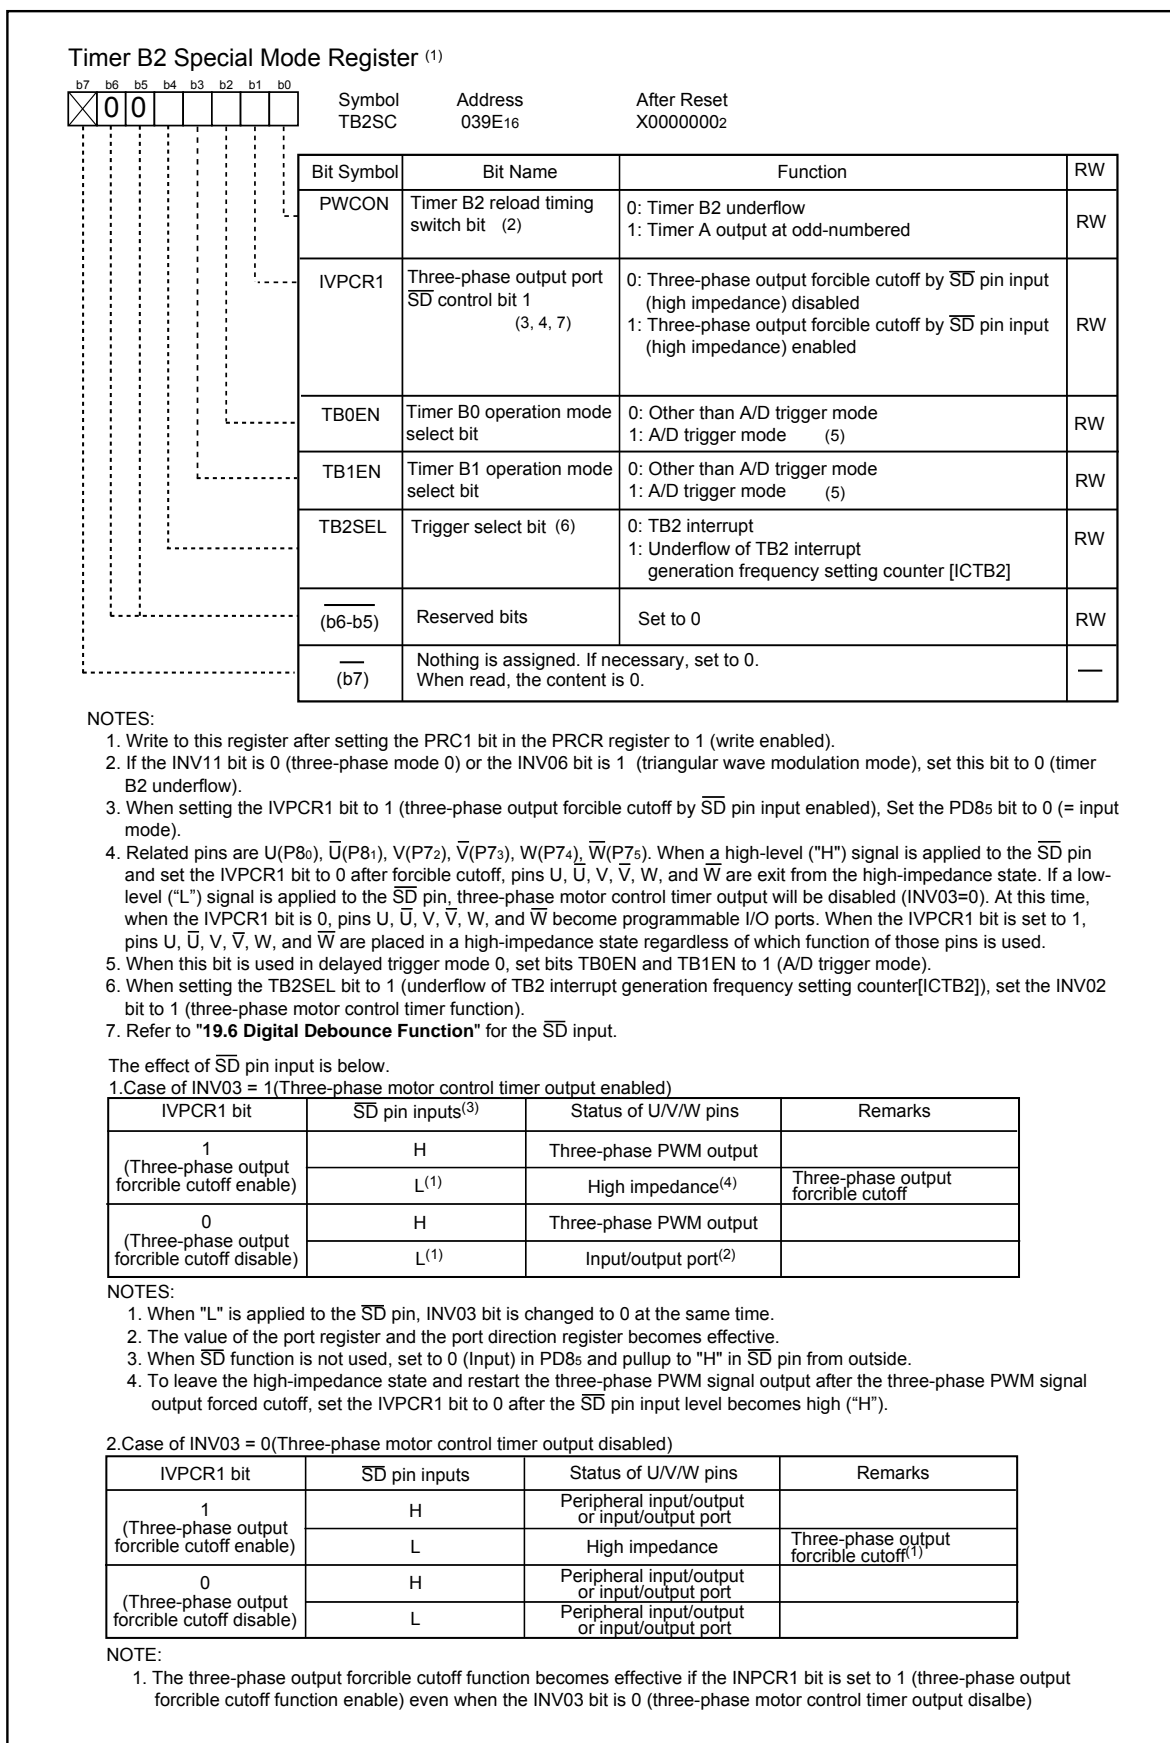 Timer B2 Special Mode Register (1)
b7 b6 b5 b4 b3 b2 b1 b0
0 0
Symbol Address After Reset
TB2SC 039E16 X00000002
Bit Symbol Bit Name Function RW
PWCON Timer B2 reload timing switch bit (2) 0: Timer B2 underflow
1: Timer A output at odd-numbered RW
IVPCR1 Three-phase output port S̅D̅ control bit 1 (3, 4, 7) 0: Three-phase output forcible cutoff by S̅D̅ pin input
(high impedance) disabled
1: Three-phase output forcible cutoff by S̅D̅ pin input
(high impedance) enabled RW
TB0EN Timer B0 operation mode select bit 0: Other than A/D trigger mode
1: A/D trigger mode (5) RW
TB1EN Timer B1 operation mode select bit 0: Other than A/D trigger mode
1: A/D trigger mode (5) RW
TB2SEL Trigger select bit (6) 0: TB2 interrupt
1: Underflow of TB2 interrupt
generation frequency setting counter [ICTB2] RW
(b6-b5) Reserved bits Set to 0 RW
(b7) Nothing is assigned. If necessary, set to 0.
When read, the content is 0. —
NOTES:
1. Write to this register after setting the PRC1 bit in the PRCR register to 1 (write enabled).
2. If the INV11 bit is 0 (three-phase mode 0) or the INV06 bit is 1 (triangular wave modulation mode), set this bit to 0 (timer
B2 underflow).
3. When setting the IVPCR1 bit to 1 (three-phase output forcible cutoff by S̅D̅ pin input enabled), Set the PD85 bit to 0 (= input
mode).
4. Related pins are U(P80), U̅(P81), V(P72), V̅(P73), W(P74), W̅(P75). When a high-level ("H") signal is applied to the S̅D̅ pin
and set the IVPCR1 bit to 0 after forcible cutoff, pins U, U̅, V, V̅, W, and W̅ are exit from the high-impedance state. If a low-
level (“L”) signal is applied to the S̅D̅ pin, three-phase motor control timer output will be disabled (INV03=0). At this time,
when the IVPCR1 bit is 0, pins U, U̅, V, V̅, W, and W̅ become programmable I/O ports. When the IVPCR1 bit is set to 1,
pins U, U̅, V, V̅, W, and W̅ are placed in a high-impedance state regardless of which function of those pins is used.
5. When this bit is used in delayed trigger mode 0, set bits TB0EN and TB1EN to 1 (A/D trigger mode).
6. When setting the TB2SEL bit to 1 (underflow of TB2 interrupt generation frequency setting counter[ICTB2]), set the INV02
bit to 1 (three-phase motor control timer function).
7. Refer to "19.6 Digital Debounce Function" for the S̅D̅ input.
The effect of S̅D̅ pin input is below.
1.Case of INV03 = 1(Three-phase motor control timer output enabled)
IVPCR1 bit S̅D̅ pin inputs(3) Status of U/V/W pins Remarks
1
(Three-phase output
forcrible cutoff enable) H Three-phase PWM output
L(1) High impedance(4) Three-phase output
forcrible cutoff
0
(Three-phase output
forcrible cutoff disable) H Three-phase PWM output
L(1) Input/output port(2)
NOTES:
1. When "L" is applied to the S̅D̅ pin, INV03 bit is changed to 0 at the same time.
2. The value of the port register and the port direction register becomes effective.
3. When S̅D̅ function is not used, set to 0 (Input) in PD85 and pullup to "H" in S̅D̅ pin from outside.
4. To leave the high-impedance state and restart the three-phase PWM signal output after the three-phase PWM signal
output forced cutoff, set the IVPCR1 bit to 0 after the S̅D̅ pin input level becomes high (“H”).
2.Case of INV03 = 0(Three-phase motor control timer output disabled)
IVPCR1 bit S̅D̅ pin inputs Status of U/V/W pins Remarks
1
(Three-phase output
forcrible cutoff enable) H Peripheral input/output
or input/output port
L High impedance Three-phase output
forcrible cutoff(1)
0
(Three-phase output
forcrible cutoff disable) H Peripheral input/output
or input/output port
L Peripheral input/output
or input/output port
NOTE:
1. The three-phase output forcrible cutoff function becomes effective if the INPCR1 bit is set to 1 (three-phase output
forcrible cutoff function enable) even when the INV03 bit is 0 (three-phase motor control timer output disalbe)